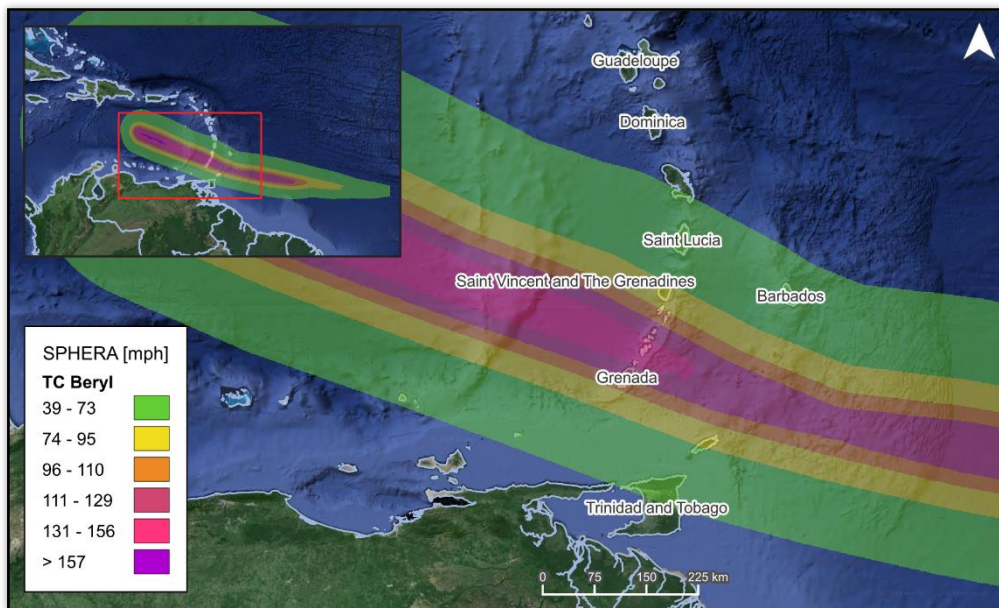 Guadeloupe
Dominica
Saint Lucia
Saint Vincent and The Grenadines
Barbados
Grenada
Trinidad and Tobago
SPHERA [mph]
TC Beryl
39 - 73
74 - 95
96 - 110
111 - 129
131 - 156
> 157
0 75 150 225 km